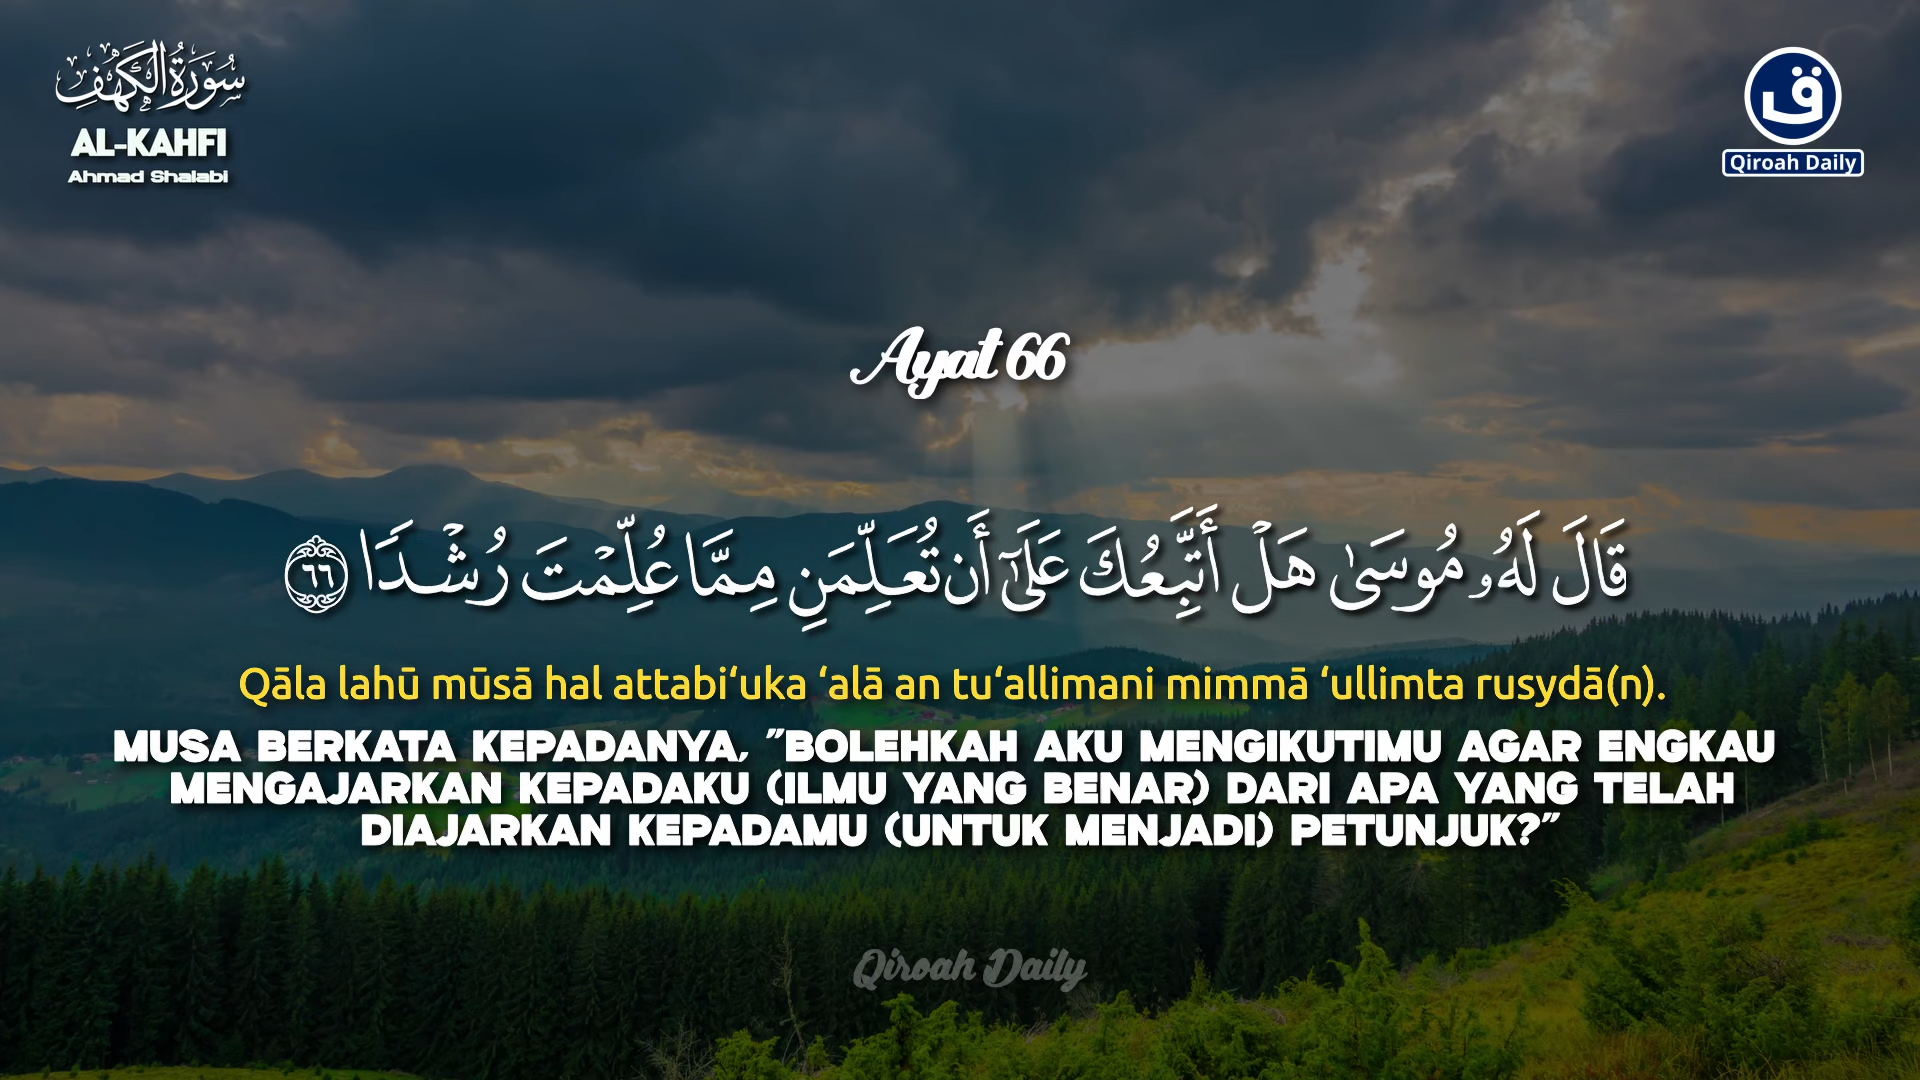 سُورَةُ الكَهْفِ
AL-KAHFI
Ahmad Shalabi
ق
Qiroah Daily
Ayat 66
قَالَ لَهُۥ مُوسَىٰ هَلْ أَتَّبِعُكَ عَلَىٰٓ أَن تُعَلِّمَنِ مِمَّا عُلِّمْتَ رُشْدًا ٦٦
Qāla lahū mūsā hal attabi‘uka ‘alā an tu‘allimani mimmā ‘ullimta rusydā(n).
MUSA BERKATA KEPADANYA, "BOLEHKAH AKU MENGIKUTIMU AGAR ENGKAU
MENGAJARKAN KEPADAKU (ILMU YANG BENAR) DARI APA YANG TELAH
DIAJARKAN KEPADAMU (UNTUK MENJADI) PETUNJUK?"
Qiroah Daily